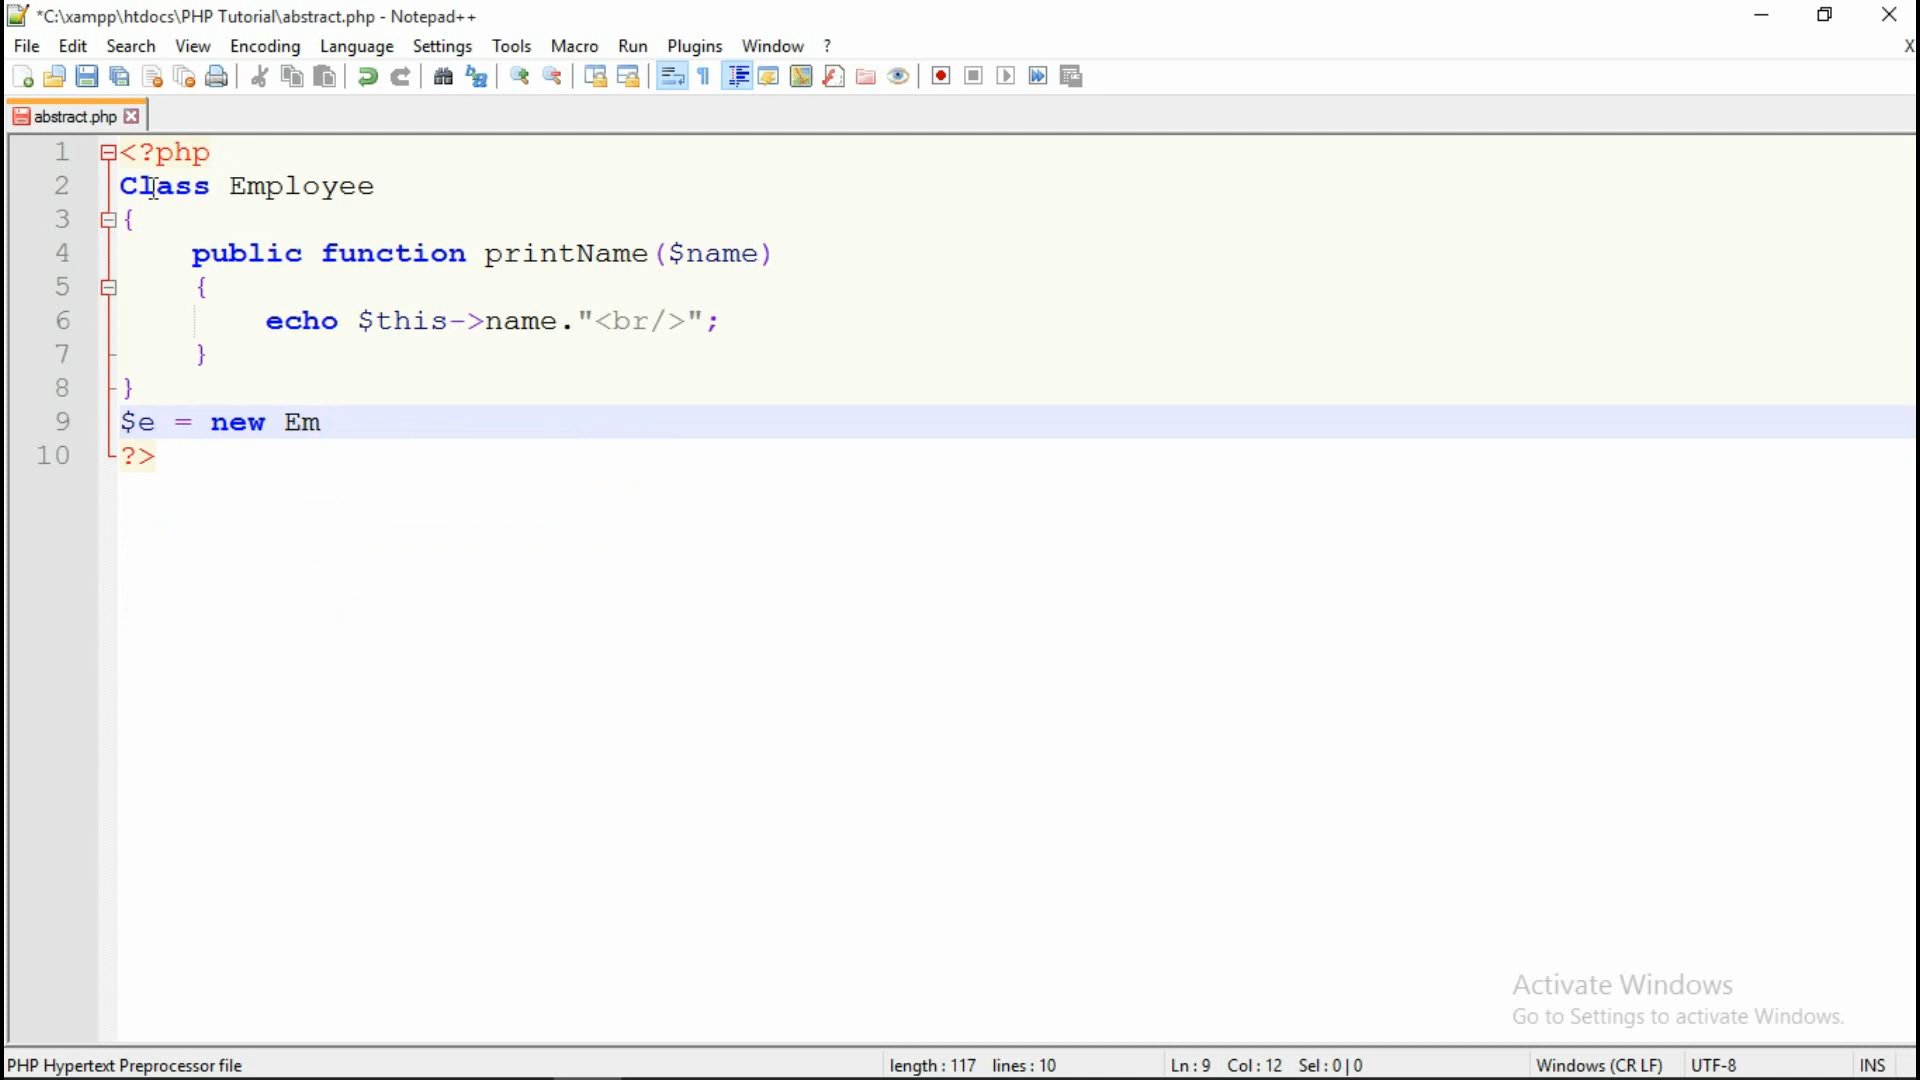 *C:\xampp\htdocs\PHP Tutorial\abstract.php - Notepad++
File Edit Search View Encoding Language Settings Tools Macro Run Plugins Window ? X
abstract.php
1 <?php
2 Class Employee
3 {
4 public function printName($name)
5 {
6 echo $this->name."<br/>";
7 }
8 }
9 $e = new Em
10 ?>
Activate Windows
Go to Settings to activate Windows.
PHP Hypertext Preprocessor file length : 117 lines : 10 Ln : 9 Col : 12 Sel : 0 | 0 Windows (CR LF) UTF-8 INS